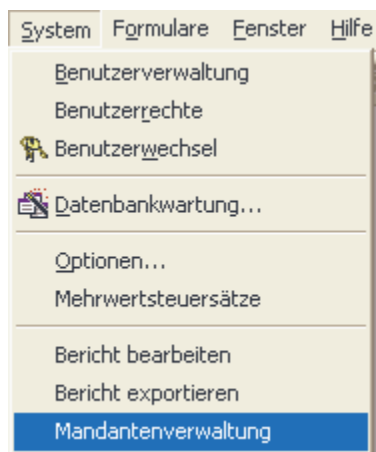 System Formulare Fenster Hilfe
Benutzerverwaltung
Benutzerrechte
Benutzerwechsel
Datenbankwartung...
Optionen...
Mehrwertsteuersätze
Bericht bearbeiten
Bericht exportieren
Mandantenverwaltung